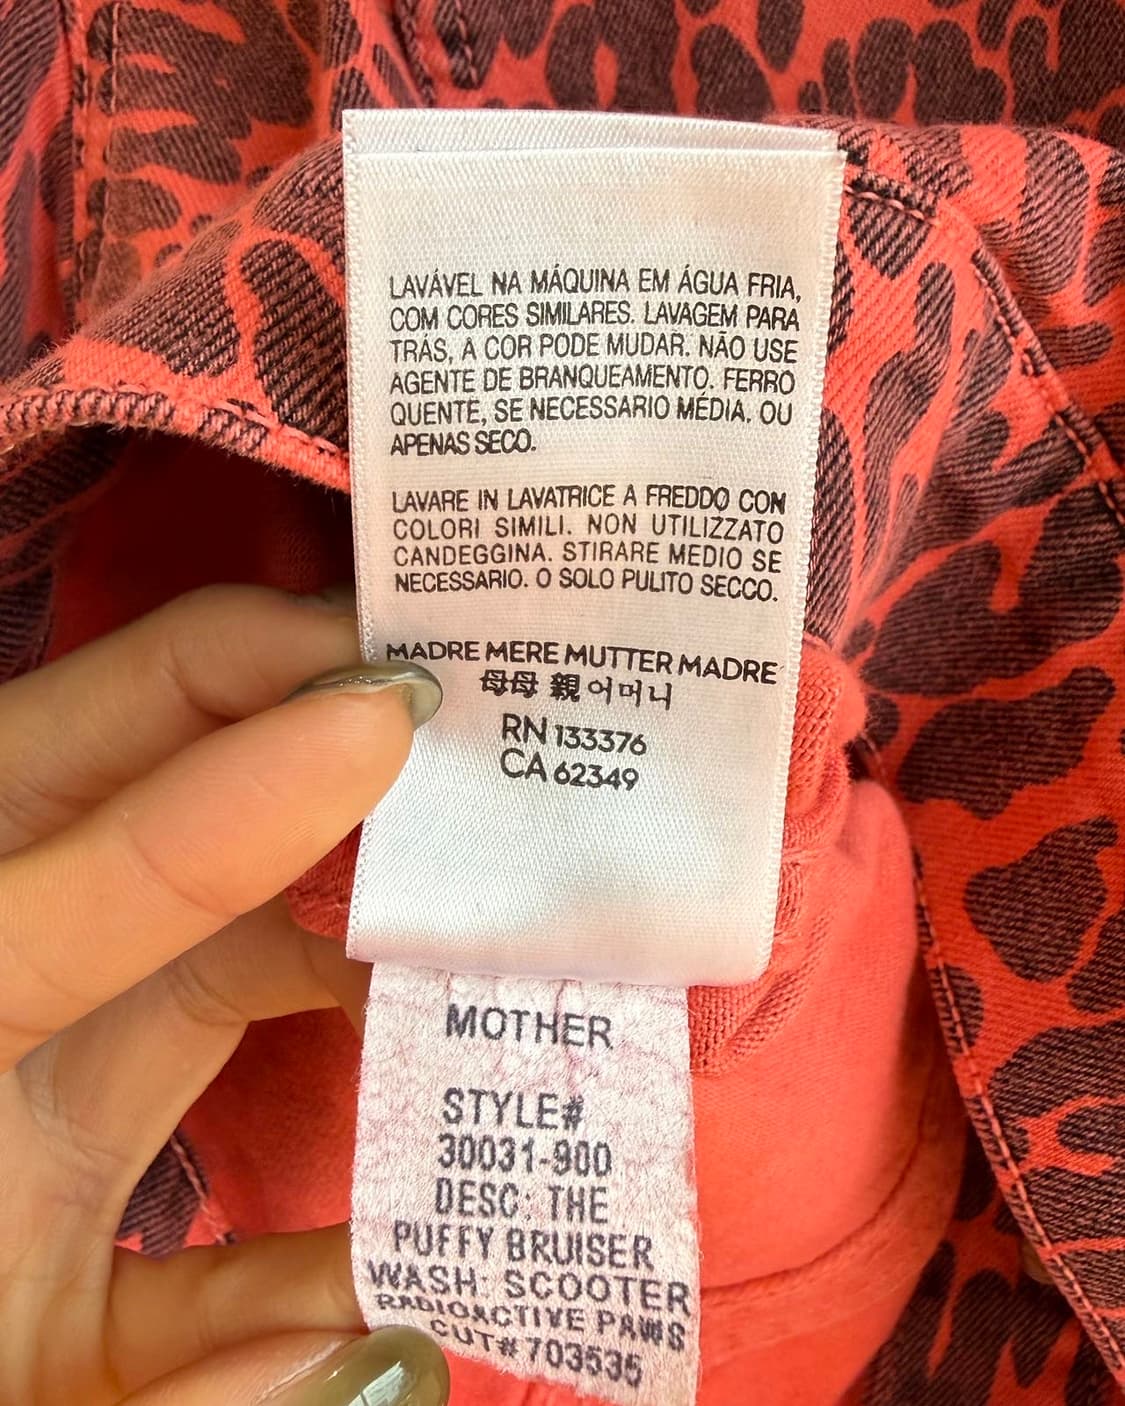 LAVÁVEL NA MÁQUINA EM ÁGUA FRIA,
COM CORES SIMILARES. LAVAGEM PARA
TRÁS, A COR PODE MUDAR. NÃO USE
AGENTE DE BRANQUEAMENTO. FERRO
QUENTE, SE NECESSARIO MÉDIA. OU
APENAS SECO.
LAVARE IN LAVATRICE A FREDDO CON
COLORI SIMILI. NON UTILIZZATO
CANDEGGINA. STIRARE MEDIO SE
NECESSARIO. O SOLO PULITO SECCO.
MADRE MERE MUTTER MADRE
母母 親 어머니
RN 133376
CA 62349
MOTHER
STYLE#
30031-900
DESC: THE
PUFFY BRUISER
WASH: SCOOTER
RADIOACTIVE PAWS
CUT# 703535